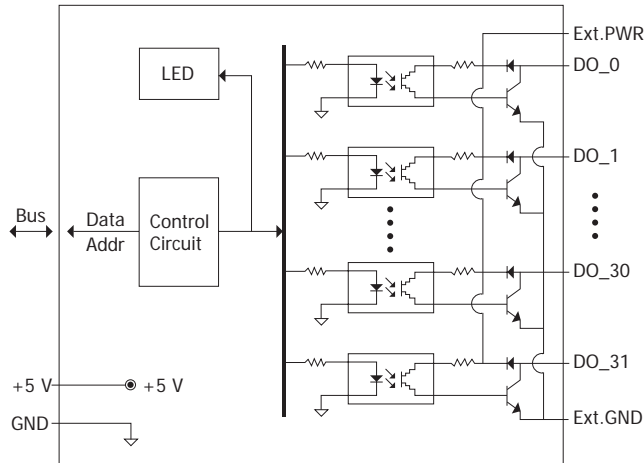 Ext.PWR
LED
DO_0
DO_1
Bus
Data
Addr
Control
Circuit
DO_30
DO_31
+5 V
+5 V
GND
Ext.GND